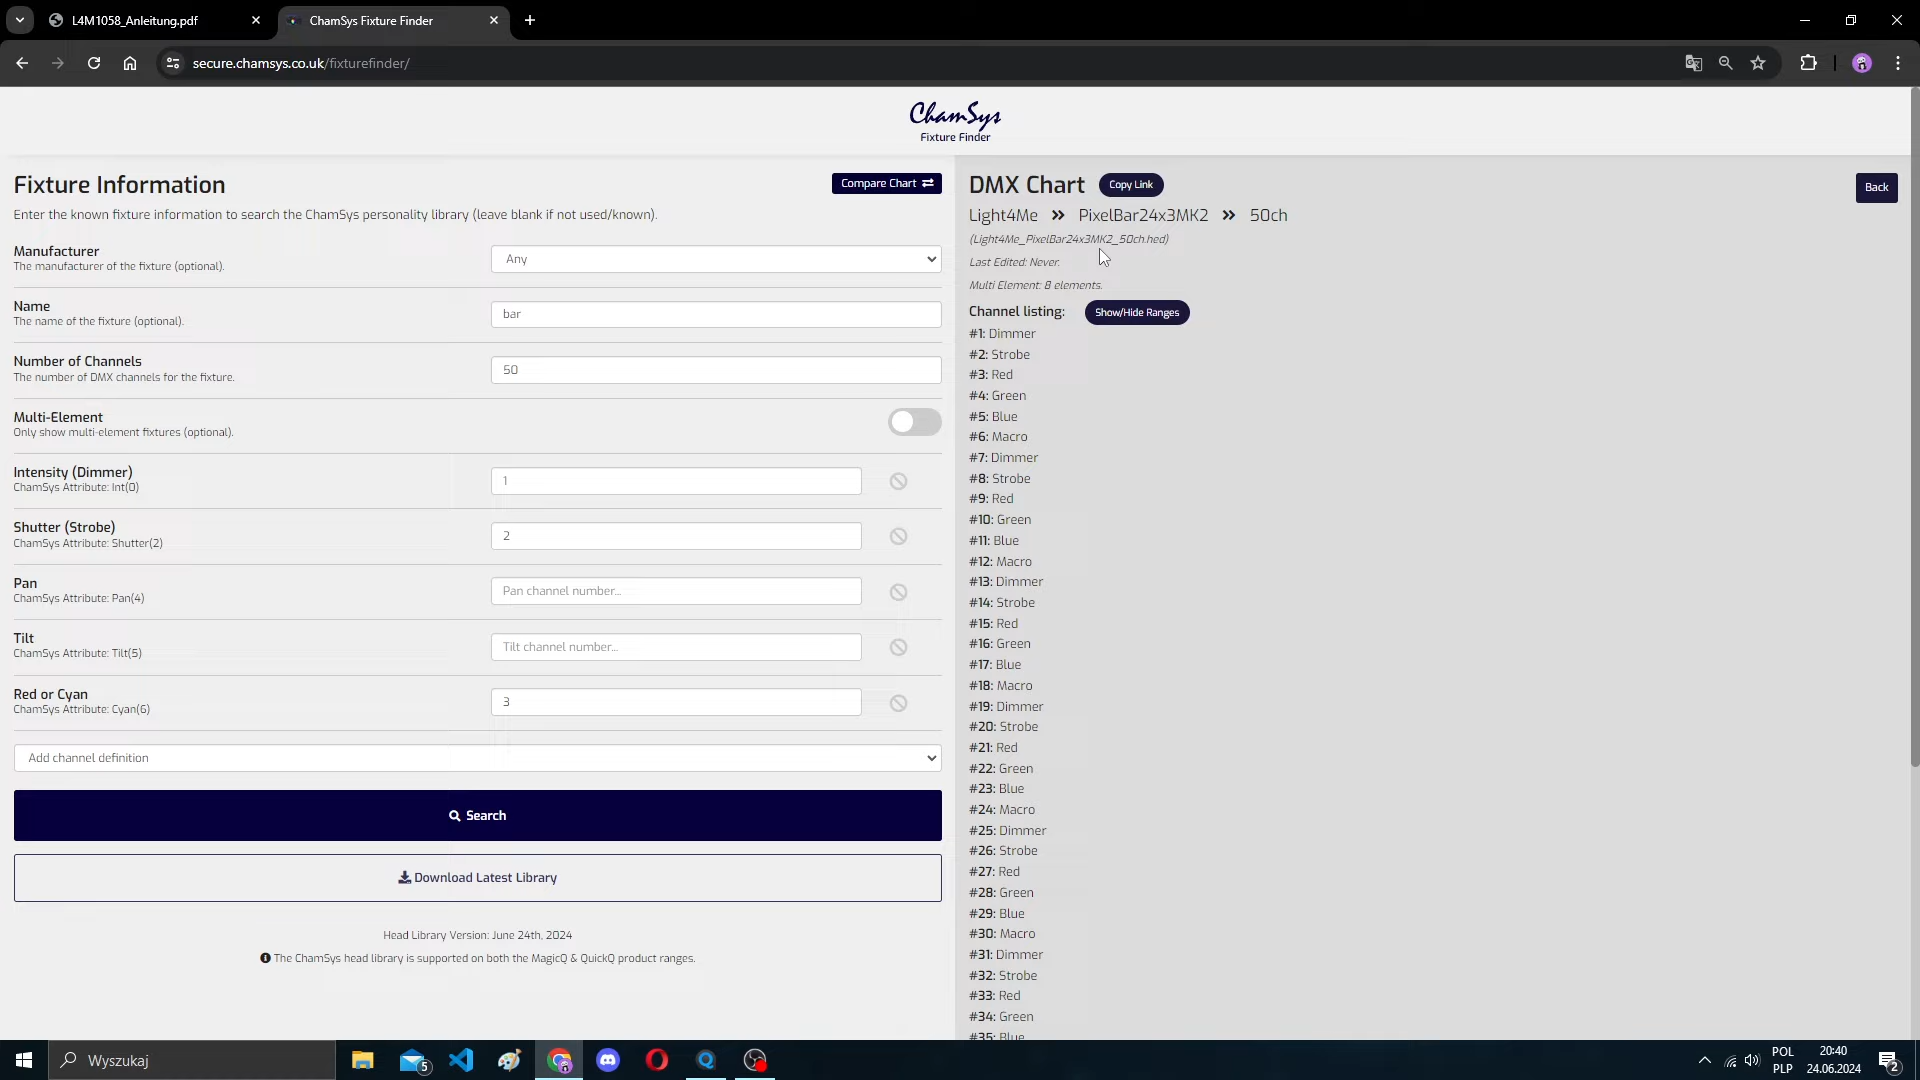 L4M1058_Anleitung.pdf
ChamSys Fixture Finder
secure.chamsys.co.uk/fixturefinder/
ChamSys
Fixture Finder
Fixture Information
Compare Chart
Enter the known fixture information to search the ChamSys personality library (leave blank if not used/known).
Manufacturer
The manufacturer of the fixture (optional).
Any
Name
The name of the fixture (optional).
bar
Number of Channels
The number of DMX channels for the fixture.
50
Multi-Element
Only show multi-element fixtures (optional).
Intensity (Dimmer)
ChamSys Attribute: Int(0)
1
Shutter (Strobe)
ChamSys Attribute: Shutter(2)
2
Pan
ChamSys Attribute: Pan(4)
Pan channel number...
Tilt
ChamSys Attribute: Tilt(5)
Tilt channel number...
Red or Cyan
ChamSys Attribute: Cyan(6)
3
Add channel definition
Search
Download Latest Library
Head Library Version: June 24th, 2024
The ChamSys head library is supported on both the MagicQ & QuickQ product ranges.
DMX Chart
Copy Link
Back
Light4Me » PixelBar24x3MK2 » 50ch
(Light4Me_PixelBar24x3MK2_50ch.hed)
Last Edited: Never.
Multi Element: 8 elements.
Channel listing:
Show/Hide Ranges
#1: Dimmer
#2: Strobe
#3: Red
#4: Green
#5: Blue
#6: Macro
#7: Dimmer
#8: Strobe
#9: Red
#10: Green
#11: Blue
#12: Macro
#13: Dimmer
#14: Strobe
#15: Red
#16: Green
#17: Blue
#18: Macro
#19: Dimmer
#20: Strobe
#21: Red
#22: Green
#23: Blue
#24: Macro
#25: Dimmer
#26: Strobe
#27: Red
#28: Green
#29: Blue
#30: Macro
#31: Dimmer
#32: Strobe
#33: Red
#34: Green
#35: Blue
Wyszukaj
5
POL
PLP
20:40
24.06.2024
2